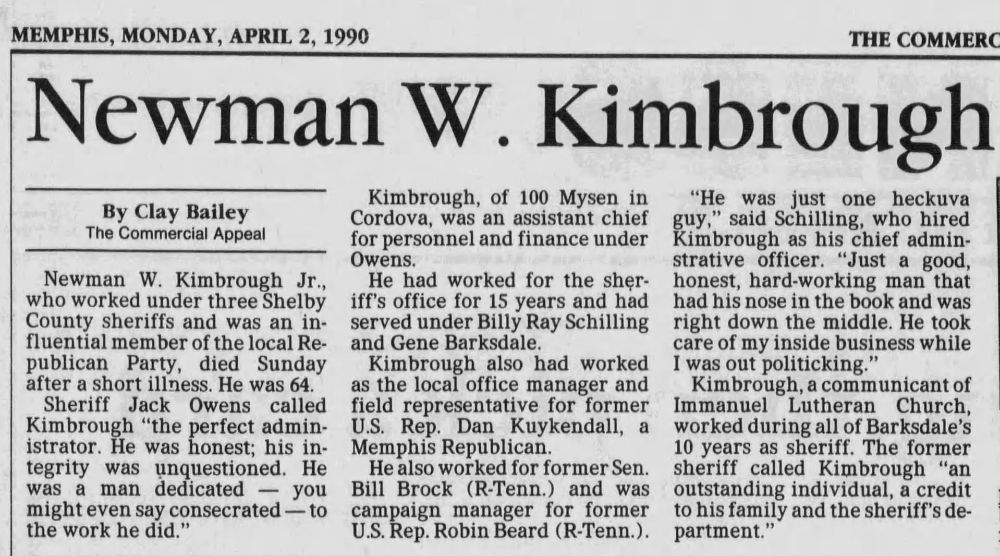 MEMPHIS, MONDAY, APRIL 2, 1990
THE COMMERC
Newman W. Kimbrough
By Clay Bailey
The Commercial Appeal
Newman W. Kimbrough Jr.,
who worked under three Shelby
County sheriffs and was an in-
fluential member of the local Re-
publican Party, died Sunday
after a short illness. He was 64.
Sheriff Jack Owens called
Kimbrough “the perfect admin-
istrator. He was honest; his in-
tegrity was unquestioned. He
was a man dedicated — you
might even say consecrated — to
the work he did.”
Kimbrough, of 100 Mysen in
Cordova, was an assistant chief
for personnel and finance under
Owens.
He had worked for the sher-
iff’s office for 15 years and had
served under Billy Ray Schilling
and Gene Barksdale.
Kimbrough also had worked
as the local office manager and
field representative for former
U.S. Rep. Dan Kuykendall, a
Memphis Republican.
He also worked for former Sen.
Bill Brock (R-Tenn.) and was
campaign manager for former
U.S. Rep. Robin Beard (R-Tenn.).
“He was just one heckuva
guy,” said Schilling, who hired
Kimbrough as his chief admin-
strative officer. “Just a good,
honest, hard-working man that
had his nose in the book and was
right down the middle. He took
care of my inside business while
I was out politicking.”
Kimbrough, a communicant of
Immanuel Lutheran Church,
worked during all of Barksdale’s
10 years as sheriff. The former
sheriff called Kimbrough “an
outstanding individual, a credit
to his family and the sheriff’s de-
partment.”